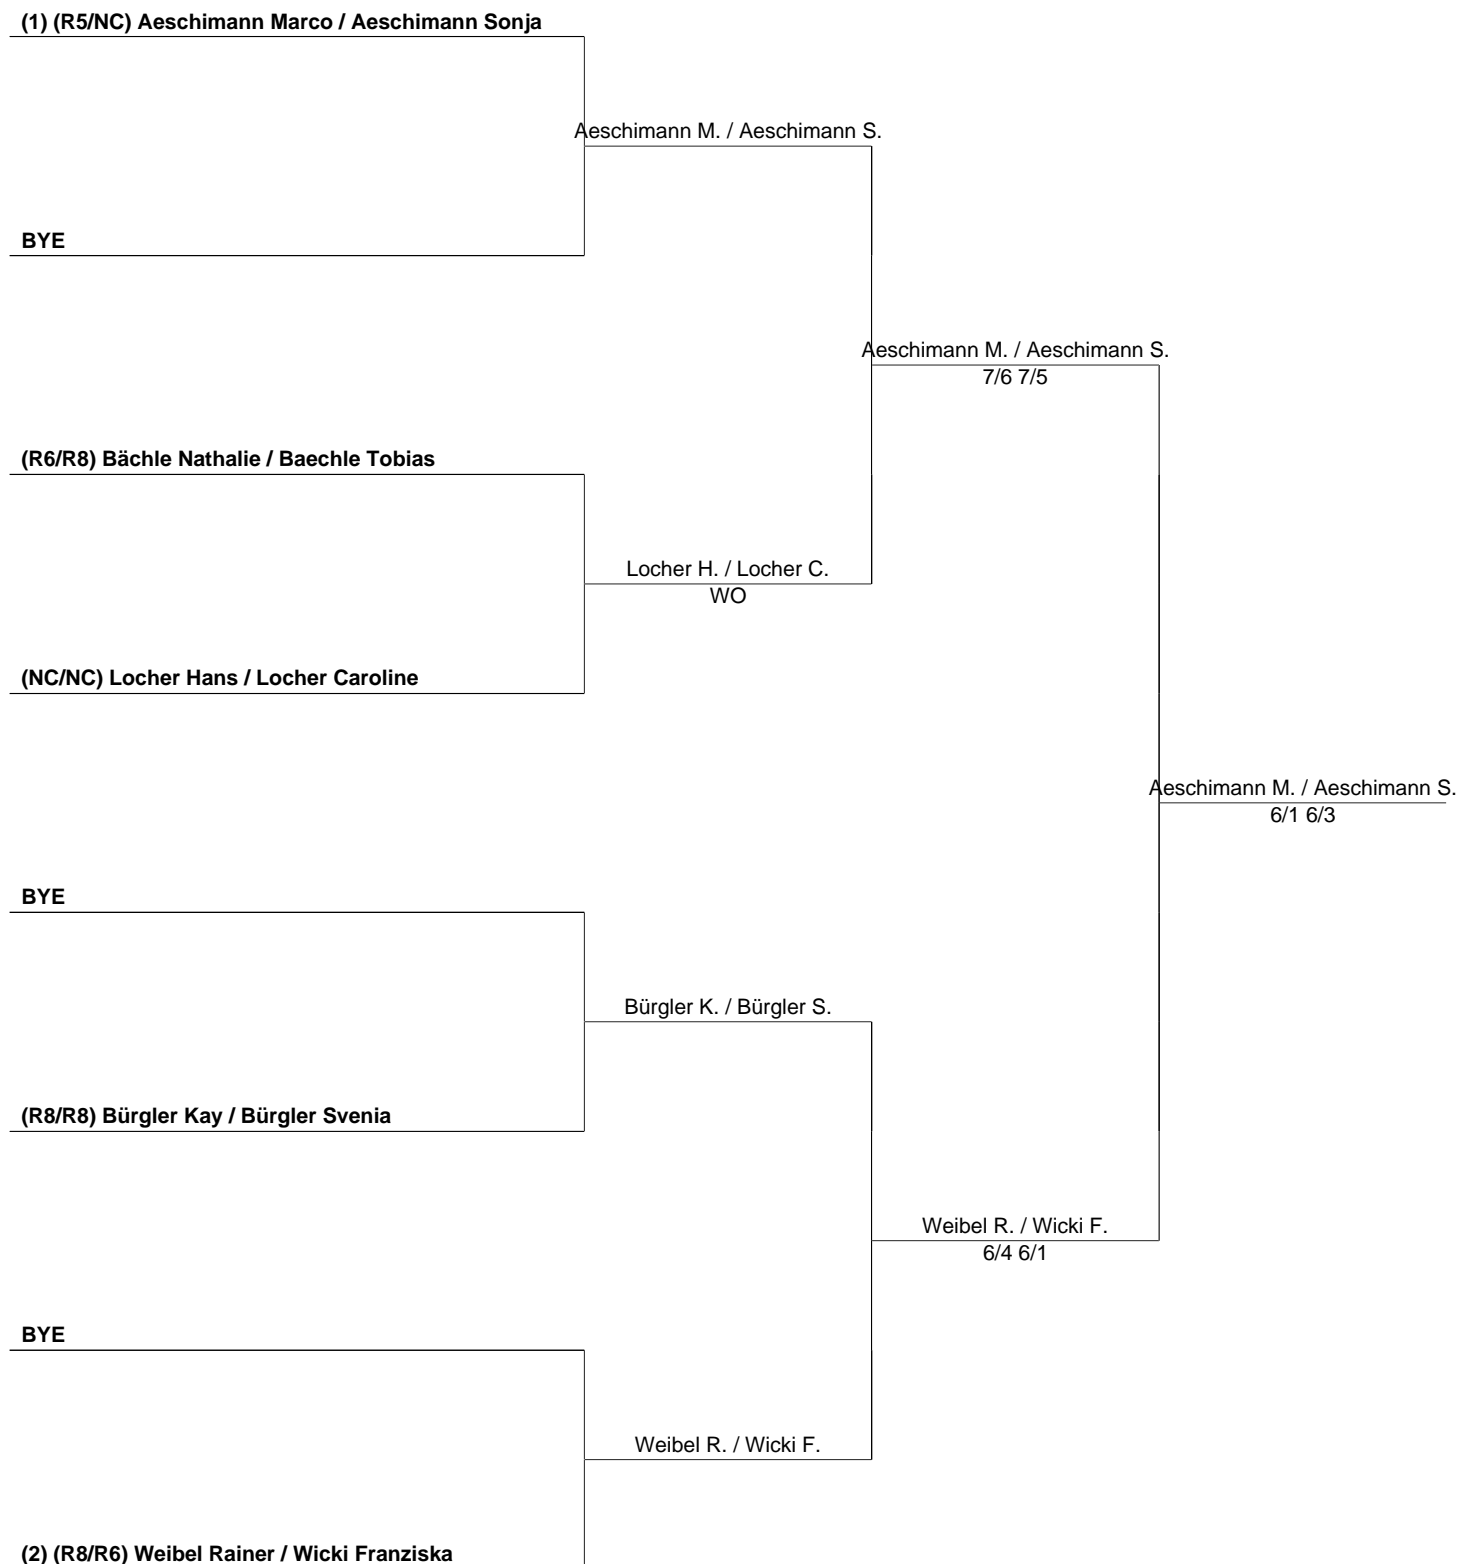 (1) (R5/NC) Aeschimann Marco / Aeschimann Sonja
Aeschimann M. / Aeschimann S.
BYE
Aeschimann M. / Aeschimann S.
7/6 7/5
(R6/R8) Bächle Nathalie / Baechle Tobias
Locher H. / Locher C.
WO
(NC/NC) Locher Hans / Locher Caroline
Aeschimann M. / Aeschimann S.
6/1 6/3
BYE
Bürgler K. / Bürgler S.
(R8/R8) Bürgler Kay / Bürgler Svenia
Weibel R. / Wicki F.
6/4 6/1
BYE
Weibel R. / Wicki F.
(2) (R8/R6) Weibel Rainer / Wicki Franziska